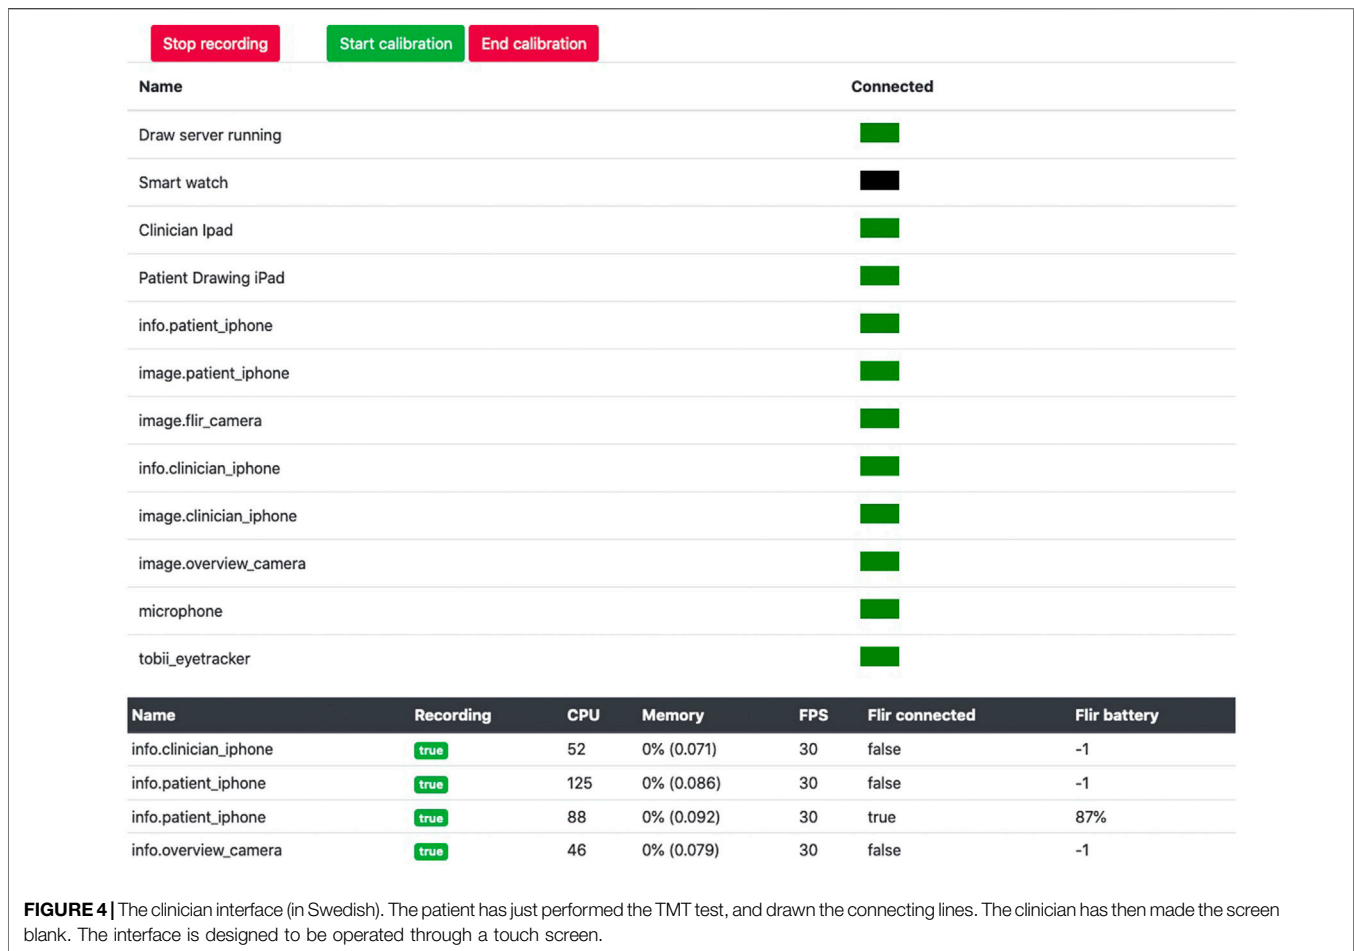 Stop recording Start calibration End calibration
Name Connected
Draw server running
Smart watch
Clinician Ipad
Patient Drawing iPad
info.patient_iphone
image.patient_iphone
image.flir_camera
info.clinician_iphone
image.clinician_iphone
image.overview_camera
microphone
tobii_eyetracker
Name Recording CPU Memory FPS Flir connected Flir battery
info.clinician_iphone true 52 0% (0.071) 30 false -1
info.patient_iphone true 125 0% (0.086) 30 false -1
info.patient_iphone true 88 0% (0.092) 30 true 87%
info.overview_camera true 46 0% (0.079) 30 false -1
FIGURE 4 | The clinician interface (in Swedish). The patient has just performed the TMT test, and drawn the connecting lines. The clinician has then made the screen
blank. The interface is designed to be operated through a touch screen.